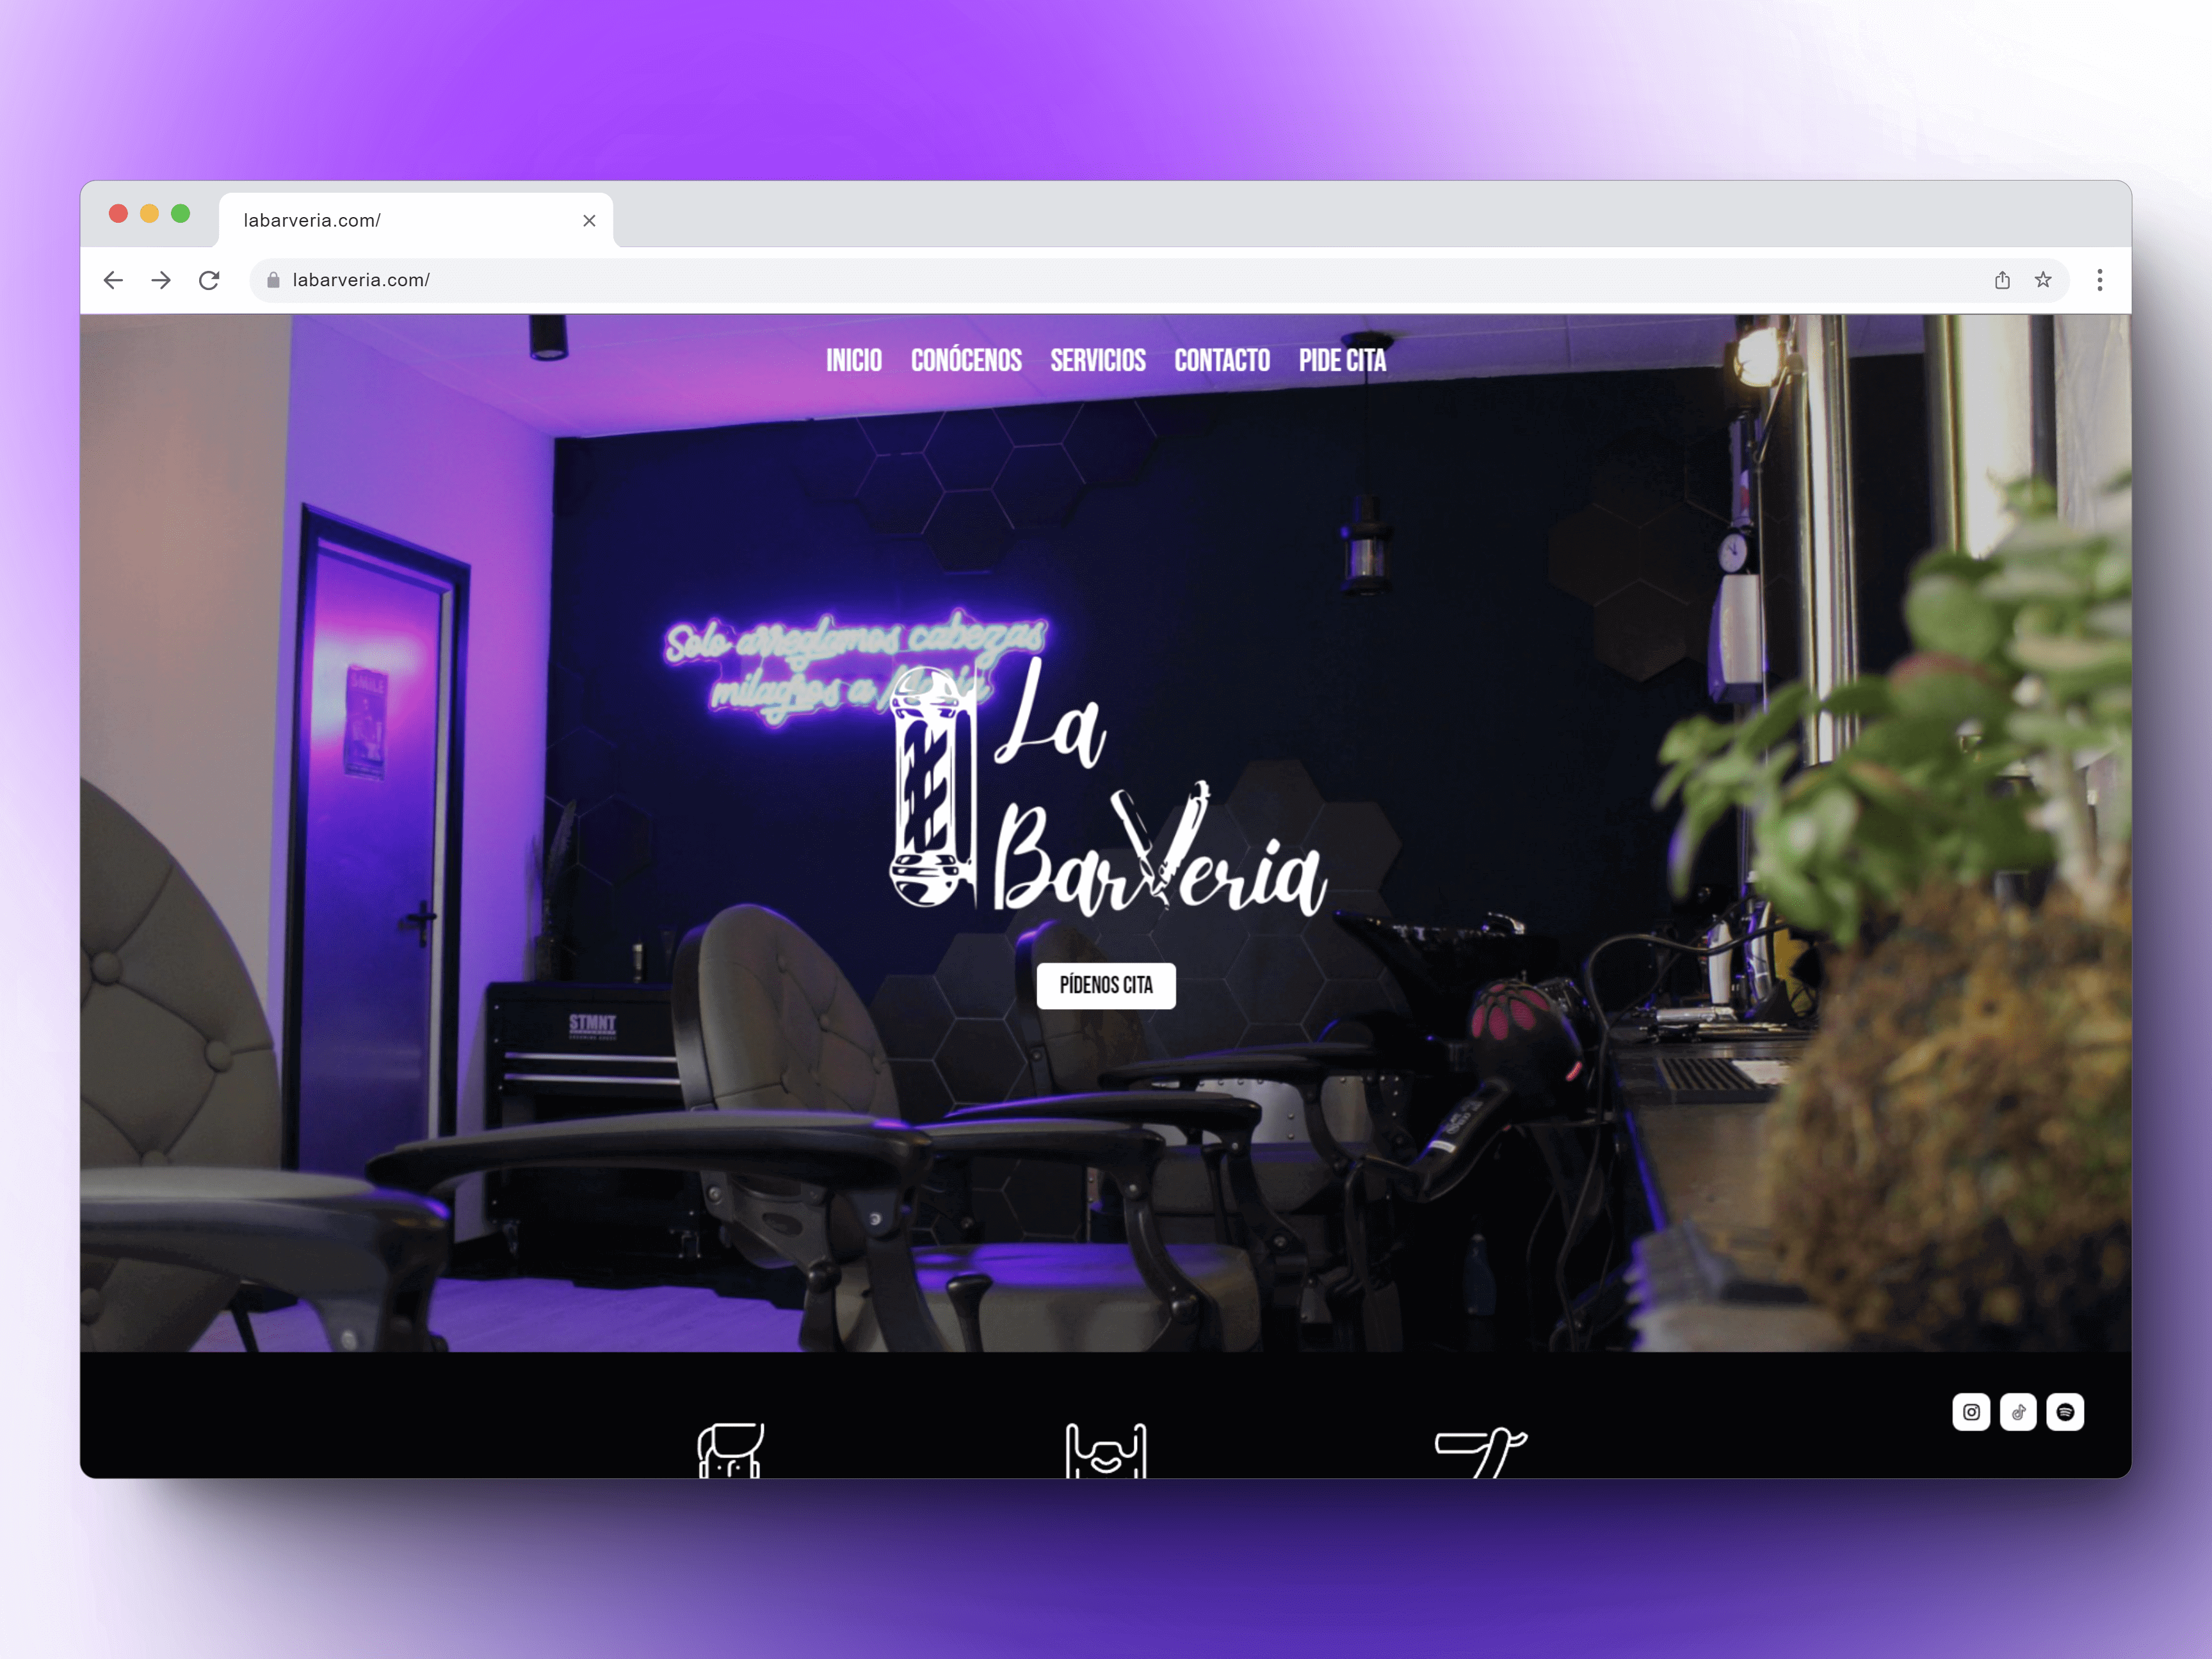 labarveria.com/
labarveria.com/
INICIO CONÓCENOS SERVICIOS CONTACTO PIDE CITA
Solo arreglamos cabezas
milagros a
La
BarVeria
PÍDENOS CITA
SMILE
STMNT